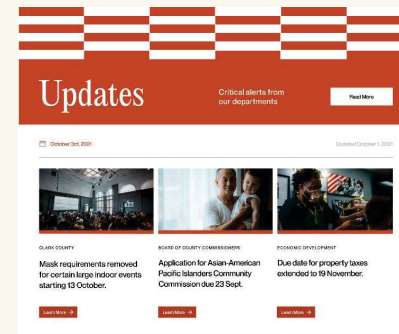 Updates
Critical alerts from
our departments
Read More
October 3rd, 2021
Updated October 1, 2021
CLARK COUNTY
Mask requirements removed
for certain large indoor events
starting 13 October.
Learn More →
BOARD OF COUNTY COMMISSIONERS
Application for Asian-American
Pacific Islanders Community
Commission due 23 Sept.
Learn More →
ECONOMIC DEVELOPMENT
Due date for property taxes
extended to 19 November.
Learn More →